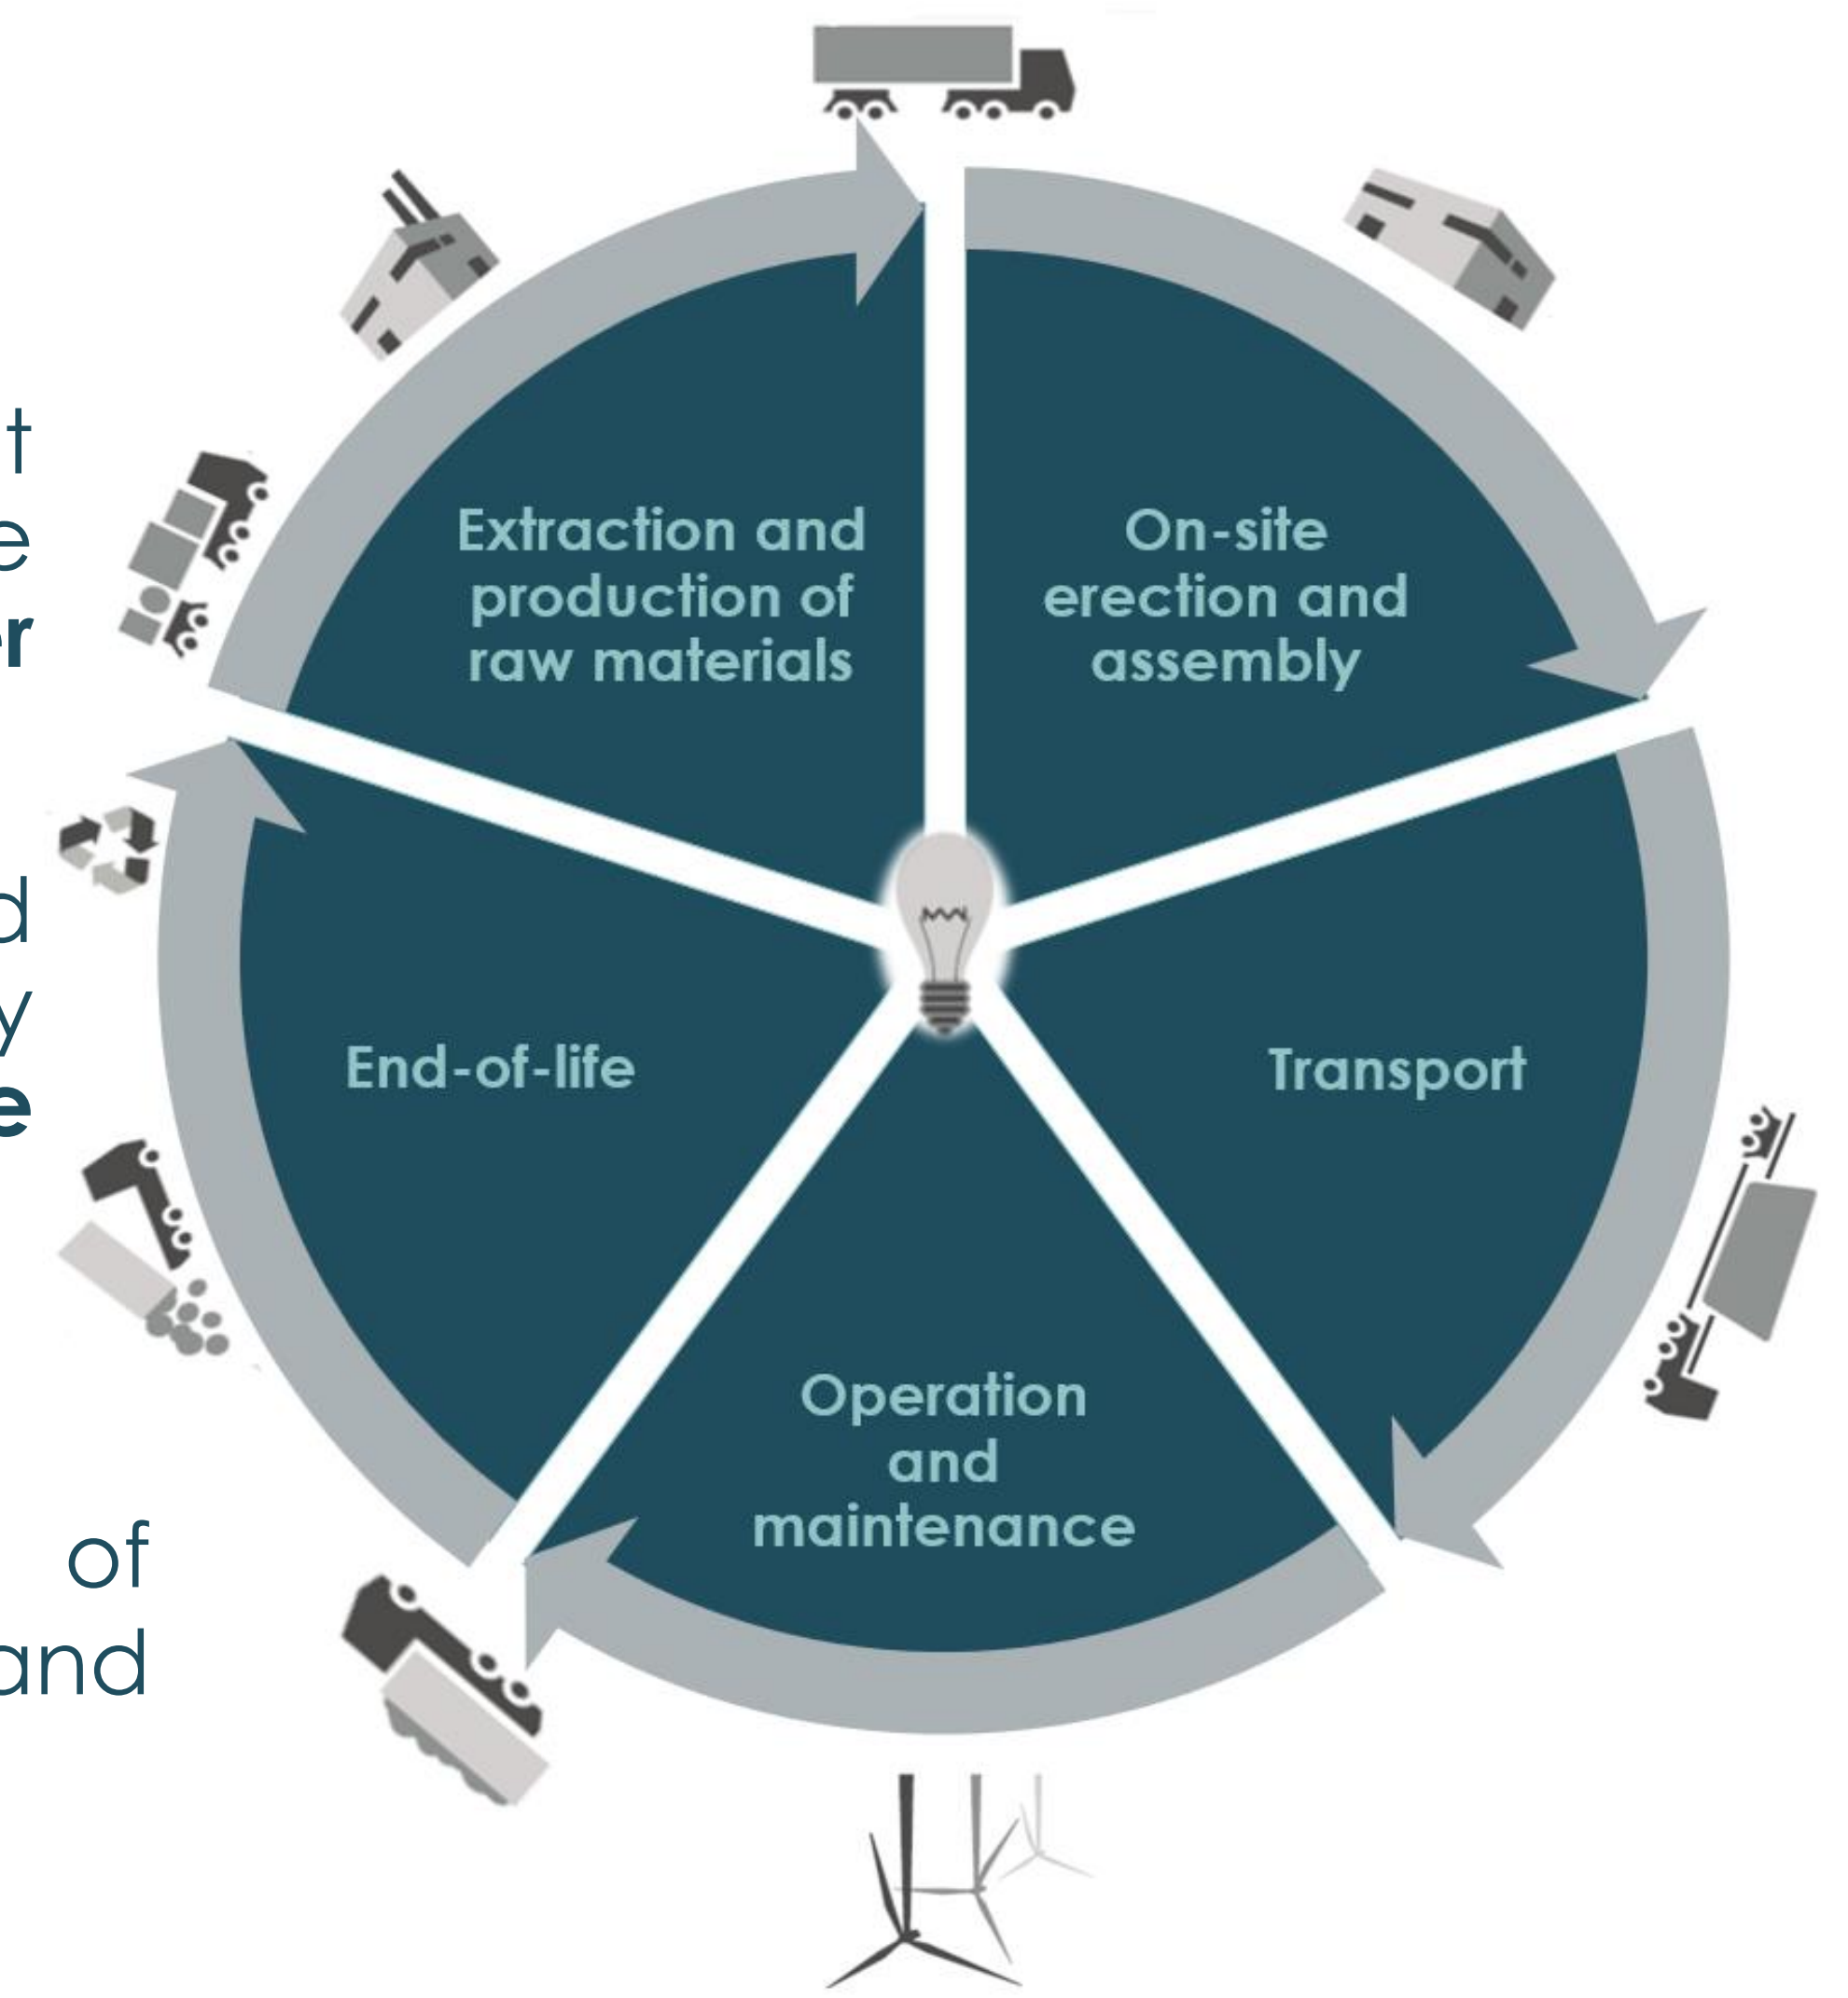 t
e
er
d
y
e
of
and
Extraction and
production of
raw materials
On-site
erection and
assembly
Transport
Operation
and
maintenance
End-of-life